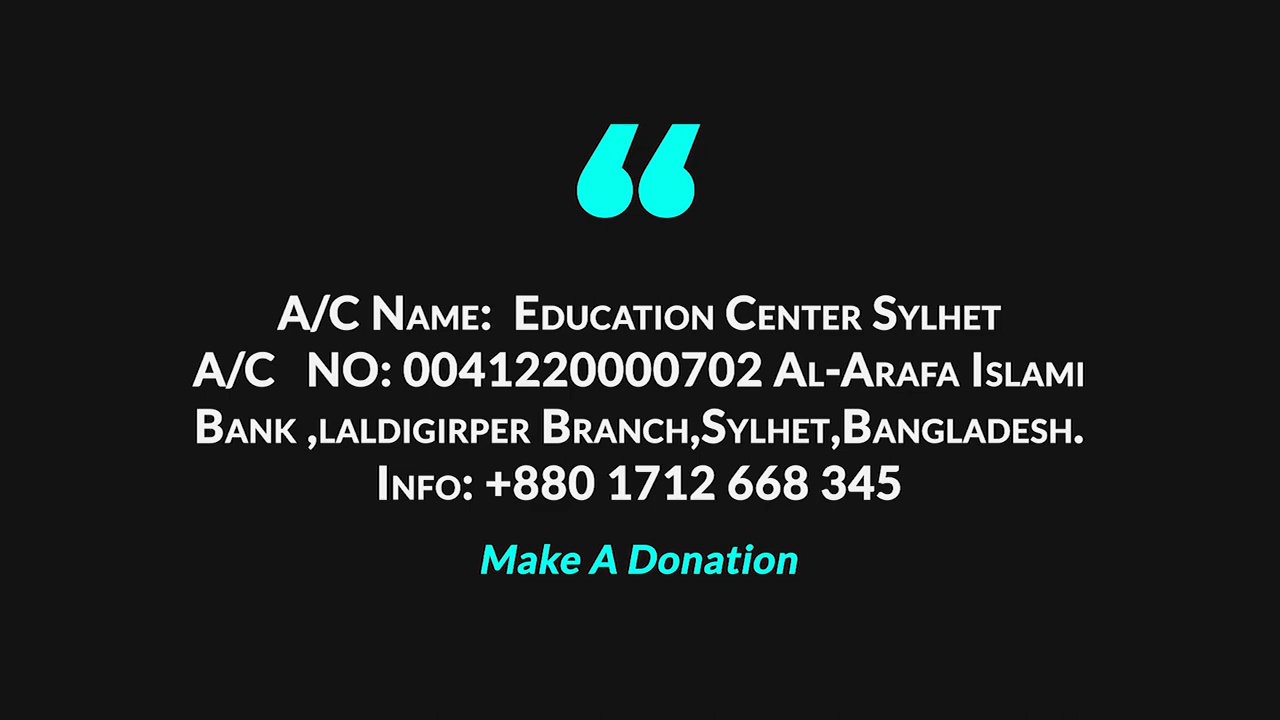 “
A/C Name: Education Center Sylhet
A/C NO: 0041220000702 Al-Arafa Islami
Bank ,laldigirper Branch,Sylhet,Bangladesh.
Info: +880 1712 668 345
Make A Donation